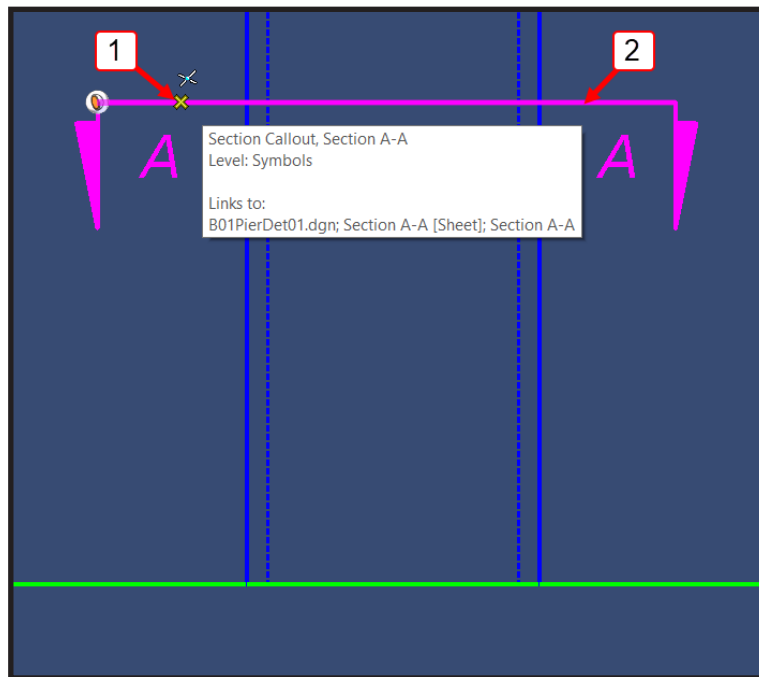 1
2
A
A
Section Callout, Section A-A
Level: Symbols
Links to:
B01PierDet01.dgn; Section A-A [Sheet]; Section A-A